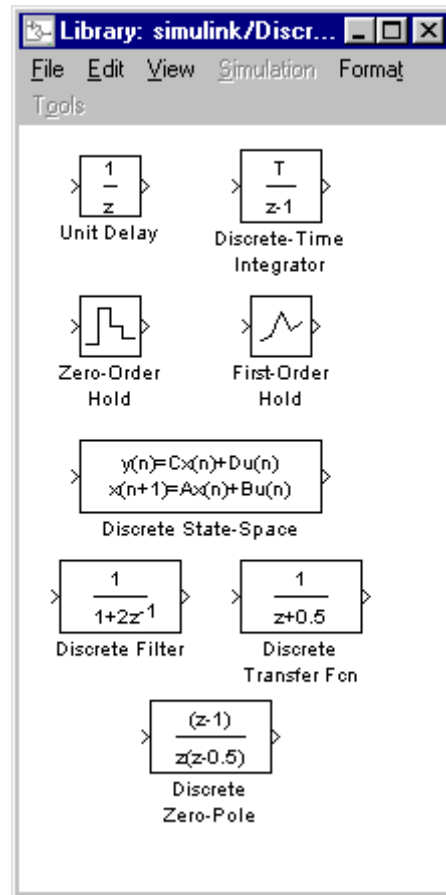 Library: simulink/Discr...
File Edit View Simulation Format
Tools
1
z
Unit Delay
T
z-1
Discrete-Time
Integrator
Zero-Order
Hold
First-Order
Hold
y(n)=Cx(n)+Du(n)
x(n+1)=Ax(n)+Bu(n)
Discrete State-Space
1
1+2z-1
Discrete Filter
1
z+0.5
Discrete
Transfer Fcn
(z-1)
z(z-0.5)
Discrete
Zero-Pole